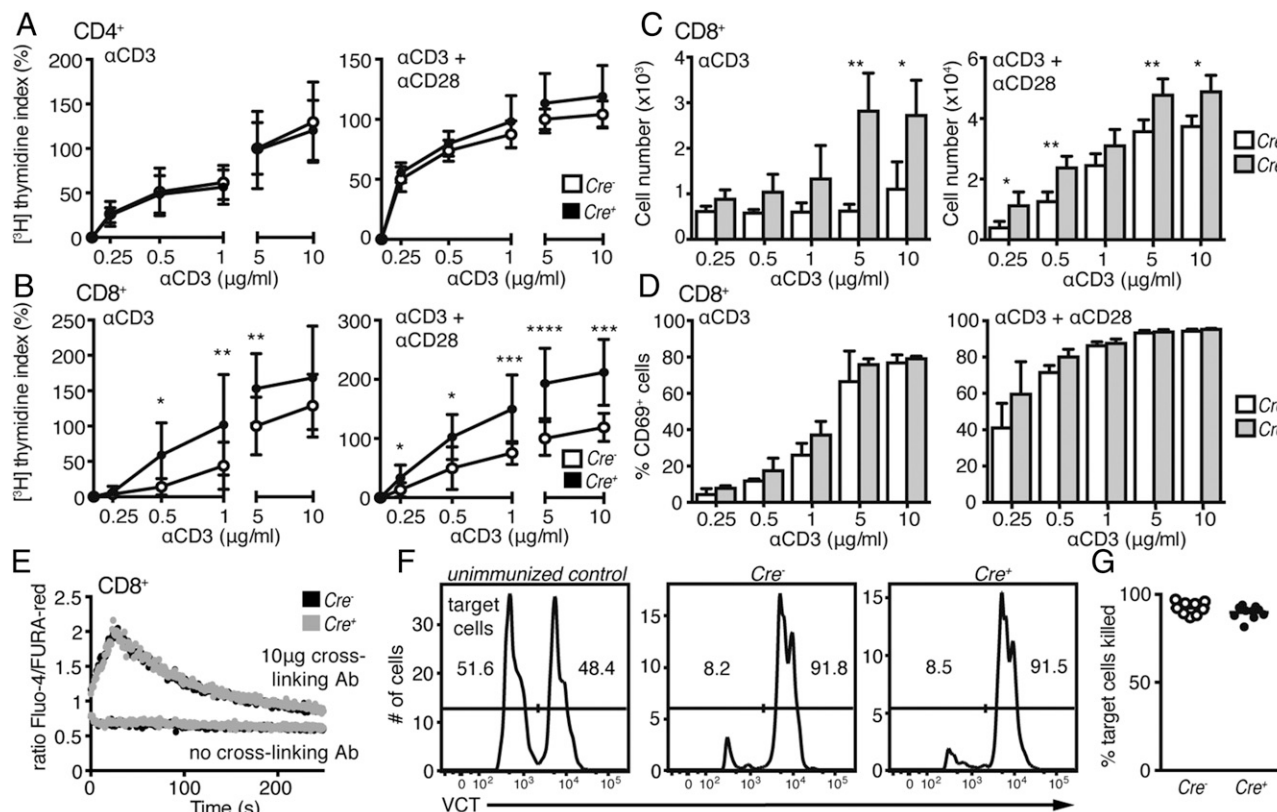 A
CD4⁺
αCD3
[³H] thymidine index (%)
200
150
100
50
0
0.25
0.5
1
5
10
αCD3 (μg/ml)
αCD3 +
αCD28
150
100
50
0
0.25
0.5
1
5
10
αCD3 (μg/ml)
Cre⁻
Cre⁺
B
CD8⁺
αCD3
[³H] thymidine index (%)
250
200
150
100
50
0
*
**
**
0.25
0.5
1
5
10
αCD3 (μg/ml)
αCD3 +
αCD28
300
200
100
0
*
*
***
****
***
0.25
0.5
1
5
10
αCD3 (μg/ml)
Cre⁻
Cre⁺
C
CD8⁺
αCD3
Cell number (x10³)
4
3
2
1
0
**
*
0.25
0.5
1
5
10
αCD3 (μg/ml)
αCD3 +
αCD28
Cell number (x10⁴)
6
4
2
0
*
**
**
*
0.25
0.5
1
5
10
αCD3 (μg/ml)
Cre
Cre
D
CD8⁺
αCD3
% CD69⁺ cells
100
80
60
40
20
0
0.25
0.5
1
5
10
αCD3 (μg/ml)
αCD3 + αCD28
100
80
60
40
20
0
0.25
0.5
1
5
10
αCD3 (μg/ml)
Cre
Cre
E
CD8⁺
ratio Fluo-4/FURA-red
2.5
2
1.5
1
0.5
0
Cre⁻
Cre⁺
10μg cross-
linking Ab
no cross-linking Ab
0
100
200
Time (s)
F
unimmunized control
# of cells
39
26
13
0
target
cells
51.6
48.4
0
10²
10³
10⁴
10⁵
Cre⁻
15
10
5
0
8.2
91.8
0
10²
10³
10⁴
10⁵
Cre⁺
15
10
5
0
8.5
91.5
0
10²
10³
10⁴
10⁵
VCT
G
% target cells killed
100
50
0
Cre⁻
Cre⁺